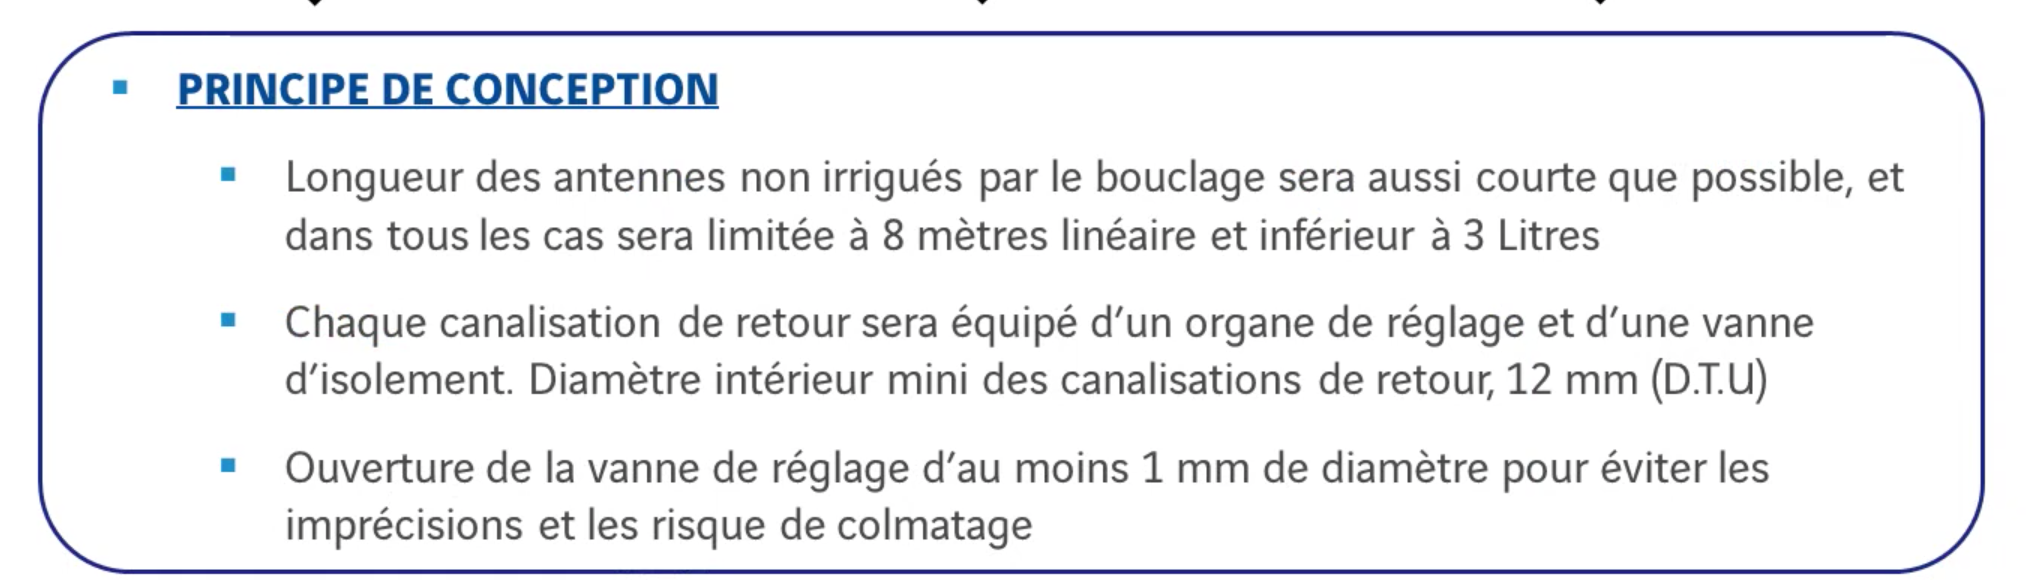 PRINCIPE DE CONCEPTION
Longueur des antennes non irrigués par le bouclage sera aussi courte que possible, et
dans tous les cas sera limitée à 8 mètres linéaire et inférieur à 3 Litres
Chaque canalisation de retour sera équipé d’un organe de réglage et d’une vanne
d’isolement. Diamètre intérieur mini des canalisations de retour, 12 mm (D.T.U)
Ouverture de la vanne de réglage d’au moins 1 mm de diamètre pour éviter les
imprécisions et les risque de colmatage